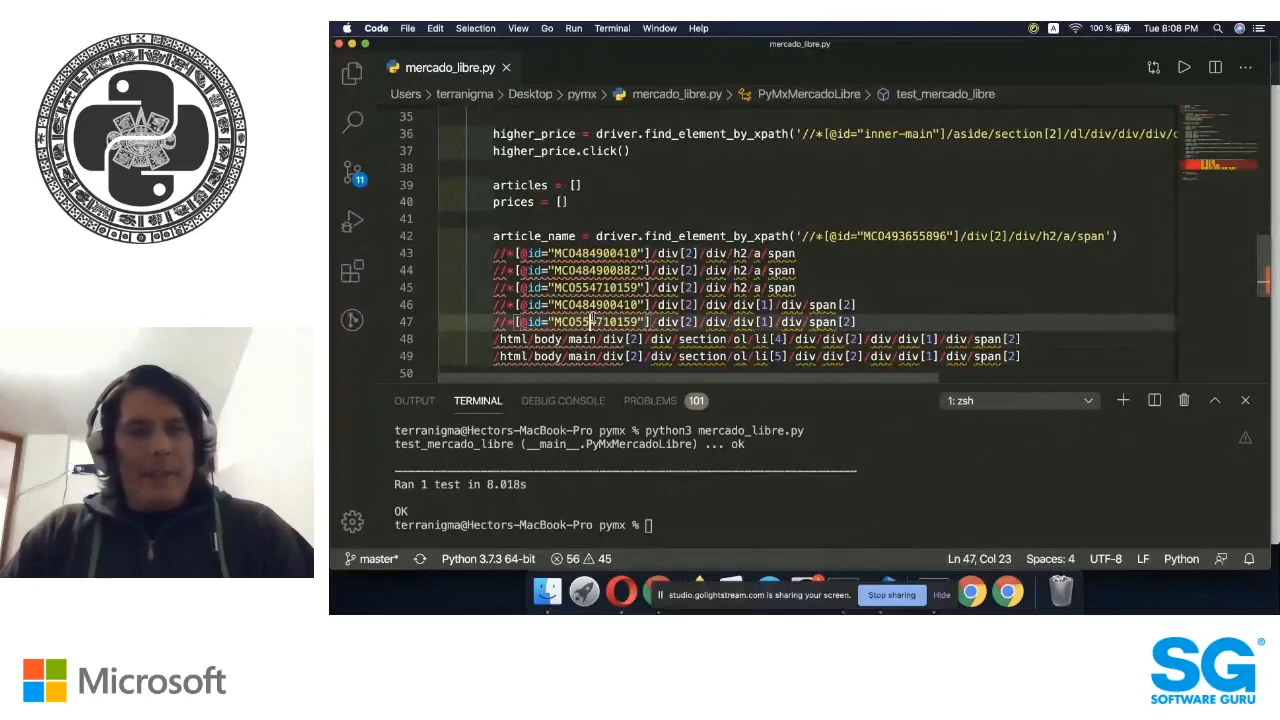 Code File Edit Selection View Go Run Terminal Window Help
A 100 % Tue 8:08 PM
mercado_libre.py
mercado_libre.py
Users > terranigma > Desktop > pymx > mercado_libre.py > PyMxMercadoLibre > test_mercado_libre
35
36 higher_price = driver.find_element_by_xpath('//*[@id="inner-main"]/aside/section[2]/dl/div/div/div/
37 higher_price.click()
38
39 articles = []
40 prices = []
41
42 article_name = driver.find_element_by_xpath('//*[@id="MCO493655896"]/div[2]/div/h2/a/span')
43 //*[@id="MCO484900410"]/div[2]/div/h2/a/span
44 //*[@id="MCO484900882"]/div[2]/div/h2/a/span
45 //*[@id="MCO554710159"]/div[2]/div/h2/a/span
46 //*[@id="MCO484900410"]/div[2]/div/div[1]/div/span[2]
47 //*[@id="MCO554710159"]/div[2]/div/div[1]/div/span[2]
48 /html/body/main/div[2]/div/section/ol/li[4]/div/div[2]/div/div[1]/div/span[2]
49 /html/body/main/div[2]/div/section/ol/li[5]/div/div[2]/div/div[1]/div/span[2]
50
11
OUTPUT TERMINAL DEBUG CONSOLE PROBLEMS 101 1: zsh
terranigma@Hectors-MacBook-Pro pymx % python3 mercado_libre.py
test_mercado_libre (__main__.PyMxMercadoLibre) ... ok
Ran 1 test in 8.018s
OK
terranigma@Hectors-MacBook-Pro pymx %
master* Python 3.7.3 64-bit 56 45 Ln 47, Col 23 Spaces: 4 UTF-8 LF Python
studio.golightstream.com is sharing your screen. Stop sharing Hide
Microsoft
SG
SOFTWARE GURU